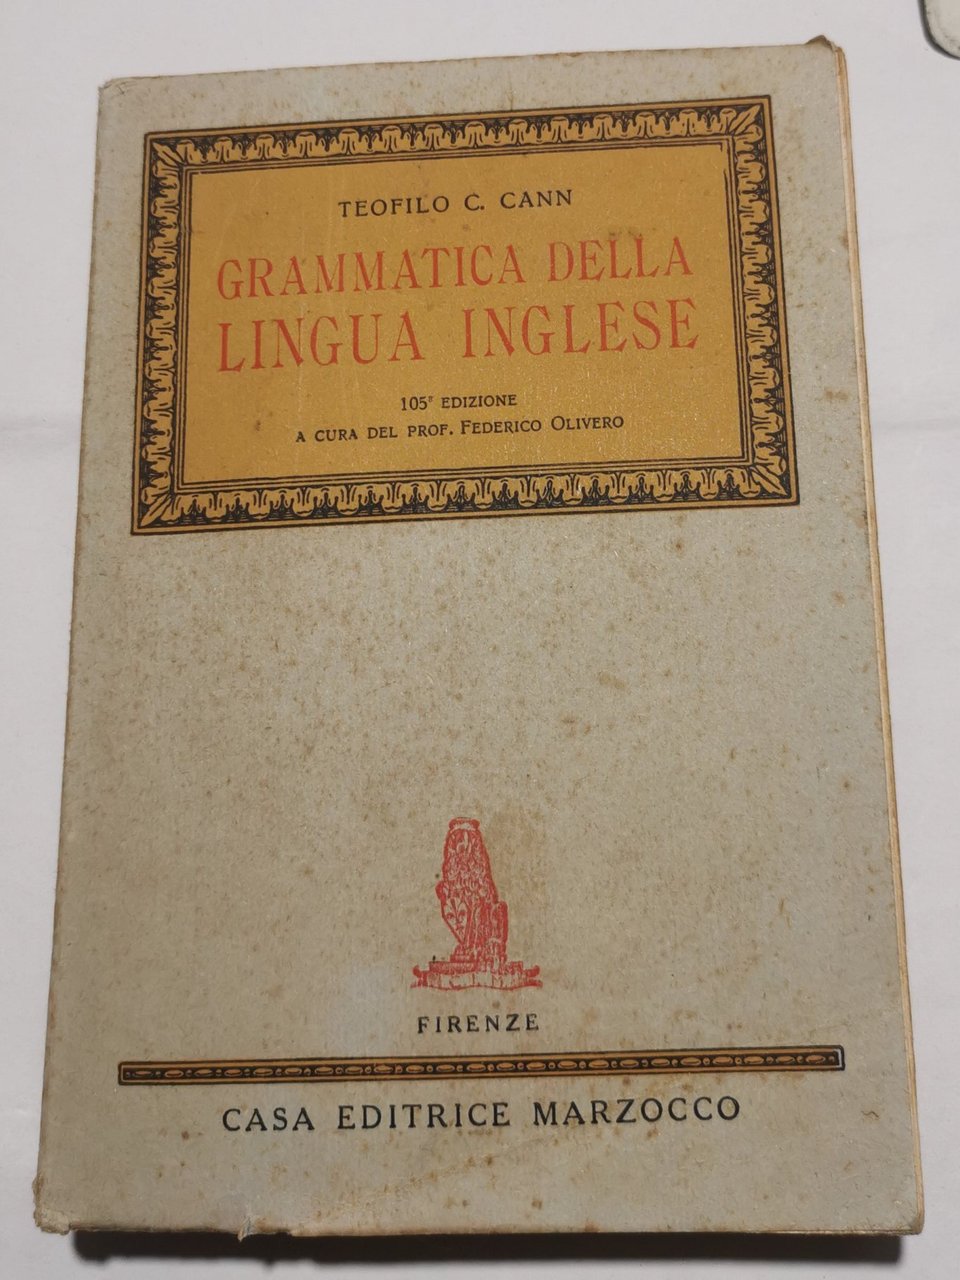 TEOFILO C. CANN
GRAMMATICA DELLA
LINGUA INGLESE
105ª EDIZIONE
A CURA DEL PROF. FEDERICO OLIVERO
FIRENZE
CASA EDITRICE MARZOCCO